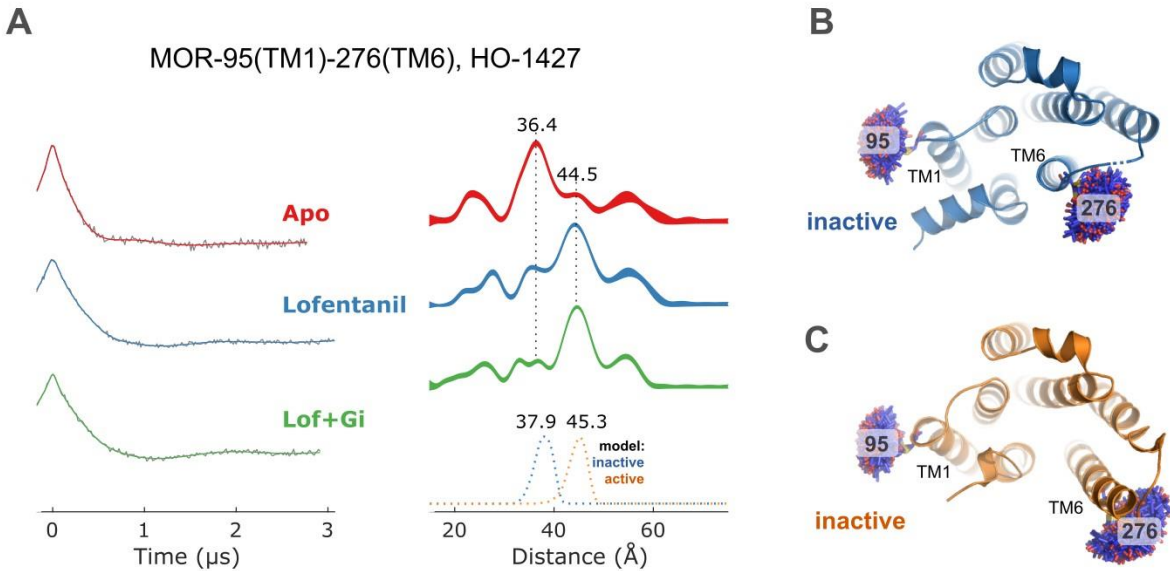 A
MOR-95(TM1)-276(TM6), HO-1427
Apo
Lofentanil
Lof+Gi
0
1
2
3
Time (µs)
36.4
44.5
37.9 45.3
model:
inactive
active
20
40
60
Distance (Å)
B
95
TM1
TM6
276
inactive
C
95
TM1
TM6
276
inactive